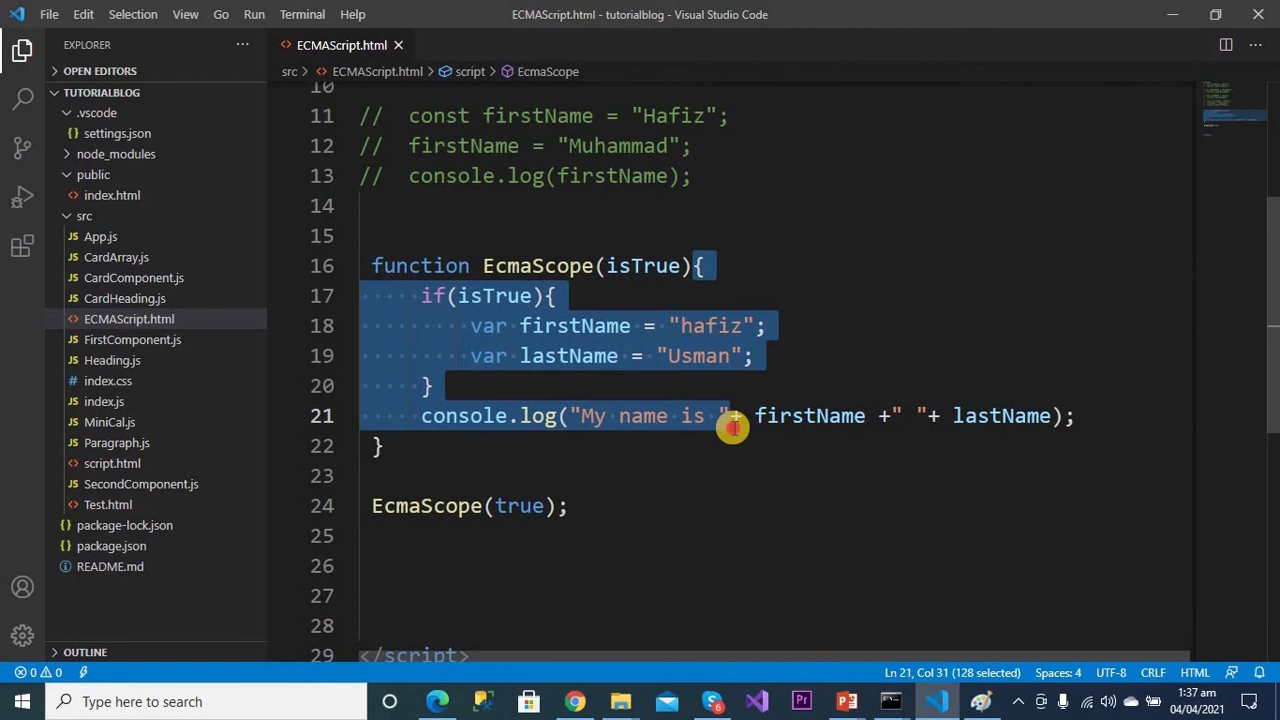 File Edit Selection View Go Run Terminal Help
ECMAScript.html - tutorialblog - Visual Studio Code
EXPLORER
OPEN EDITORS
TUTORIALBLOG
.vscode
settings.json
node_modules
public
index.html
src
App.js
CardArray.js
CardComponent.js
CardHeading.js
ECMAScript.html
FirstComponent.js
Heading.js
index.css
index.js
MiniCal.js
Paragraph.js
script.html
SecondComponent.js
Test.html
package-lock.json
package.json
README.md
OUTLINE
ECMAScript.html
src > ECMAScript.html > script > EcmaScope
10
11 // const firstName = "Hafiz";
12 // firstName = "Muhammad";
13 // console.log(firstName);
14
15
16 function EcmaScope(isTrue){
17 if(isTrue){
18 var firstName = "hafiz";
19 var lastName = "Usman";
20 }
21 console.log("My name is "+ firstName +" "+ lastName);
22 }
23
24 EcmaScope(true);
25
26
27
28
29 </script>
0 0 Ln 21, Col 31 (128 selected) Spaces: 4 UTF-8 CRLF HTML
Type here to search
6
Pr
1:37 am
04/04/2021